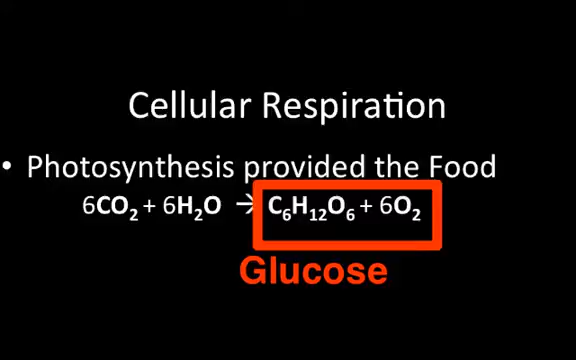 Cellular Respiration
• Photosynthesis provided the Food
6CO₂ + 6H₂O → C₆H₁₂O₆ + 6O₂
Glucose